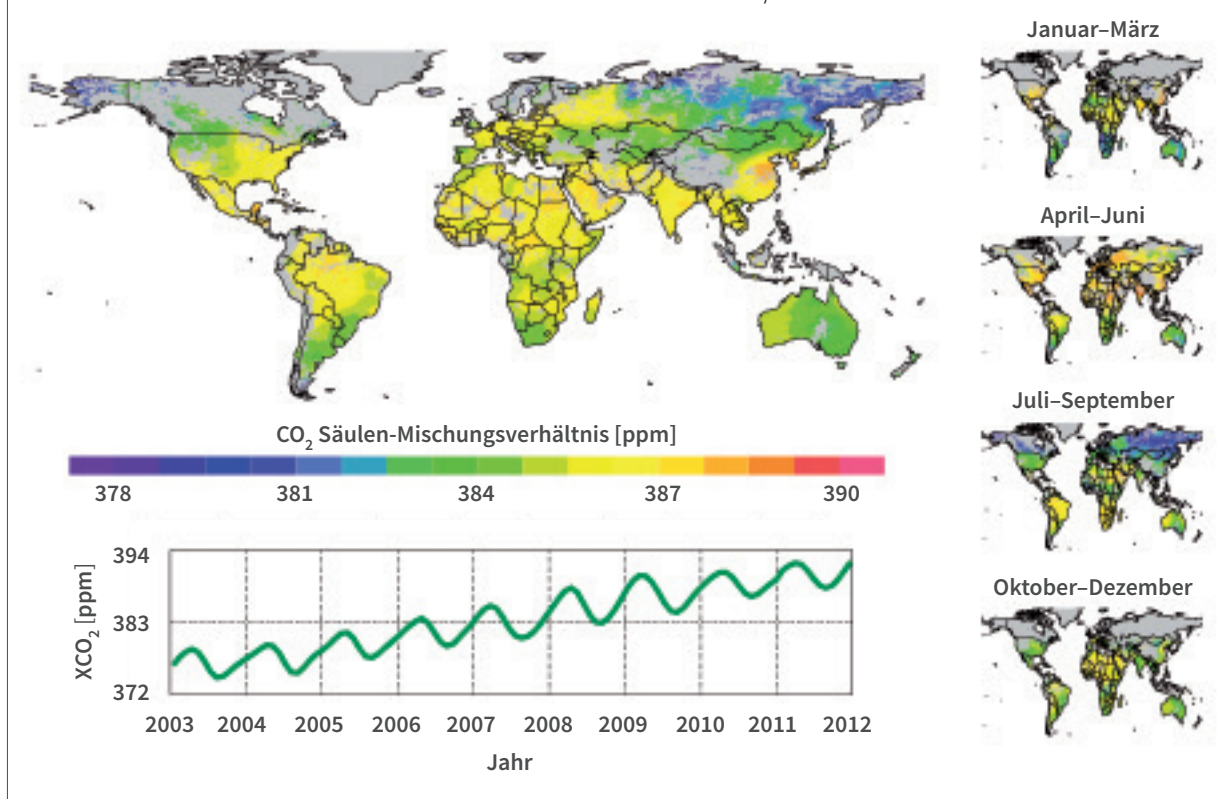 Januar–März
April–Juni
Juli–September
Oktober–Dezember
CO₂ Säulen-Mischungsverhältnis [ppm]
378 381 384 387 390
XCO₂ [ppm]
394
383
372
2003 2004 2005 2006 2007 2008 2009 2010 2011 2012
Jahr